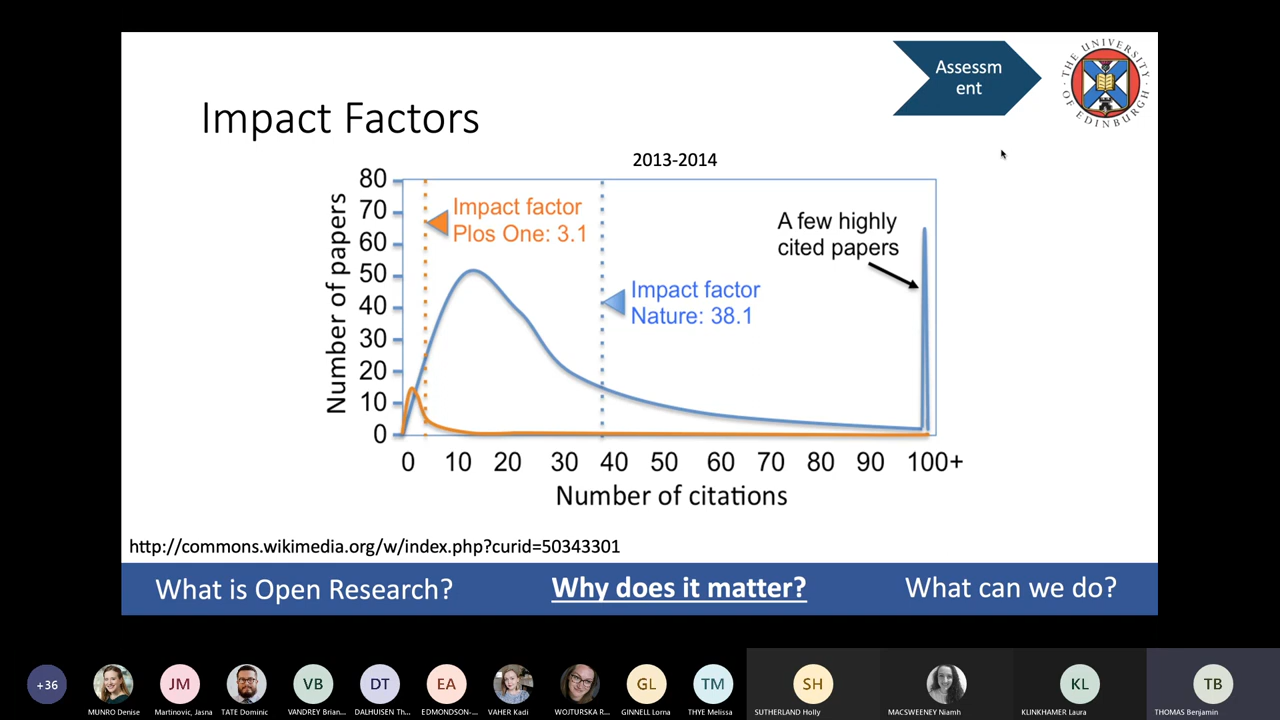 Assessm
ent
THE UNIVERSITY
OF EDINBURGH
Impact Factors
2013-2014
80
70
60
50
40
30
20
10
0
Number of papers
Impact factor
Plos One: 3.1
Impact factor
Nature: 38.1
A few highly
cited papers
0 10 20 30 40 50 60 70 80 90 100+
Number of citations
http://commons.wikimedia.org/w/index.php?curid=50343301
What is Open Research? Why does it matter? What can we do?
+36 JM VB DT EA GL TM SH KL TB
MUNRO Denise Martinovic, Jasna TATE Dominic VANDREY Brian... DALHUISEN Th... EDMONDSON-... VAHER Kadi WOJTURSKA R... GINNELL Lorna THYE Melissa SUTHERLAND Holly MACSWEENEY Niamh KLINKHAMER Laura THOMAS Benjamin